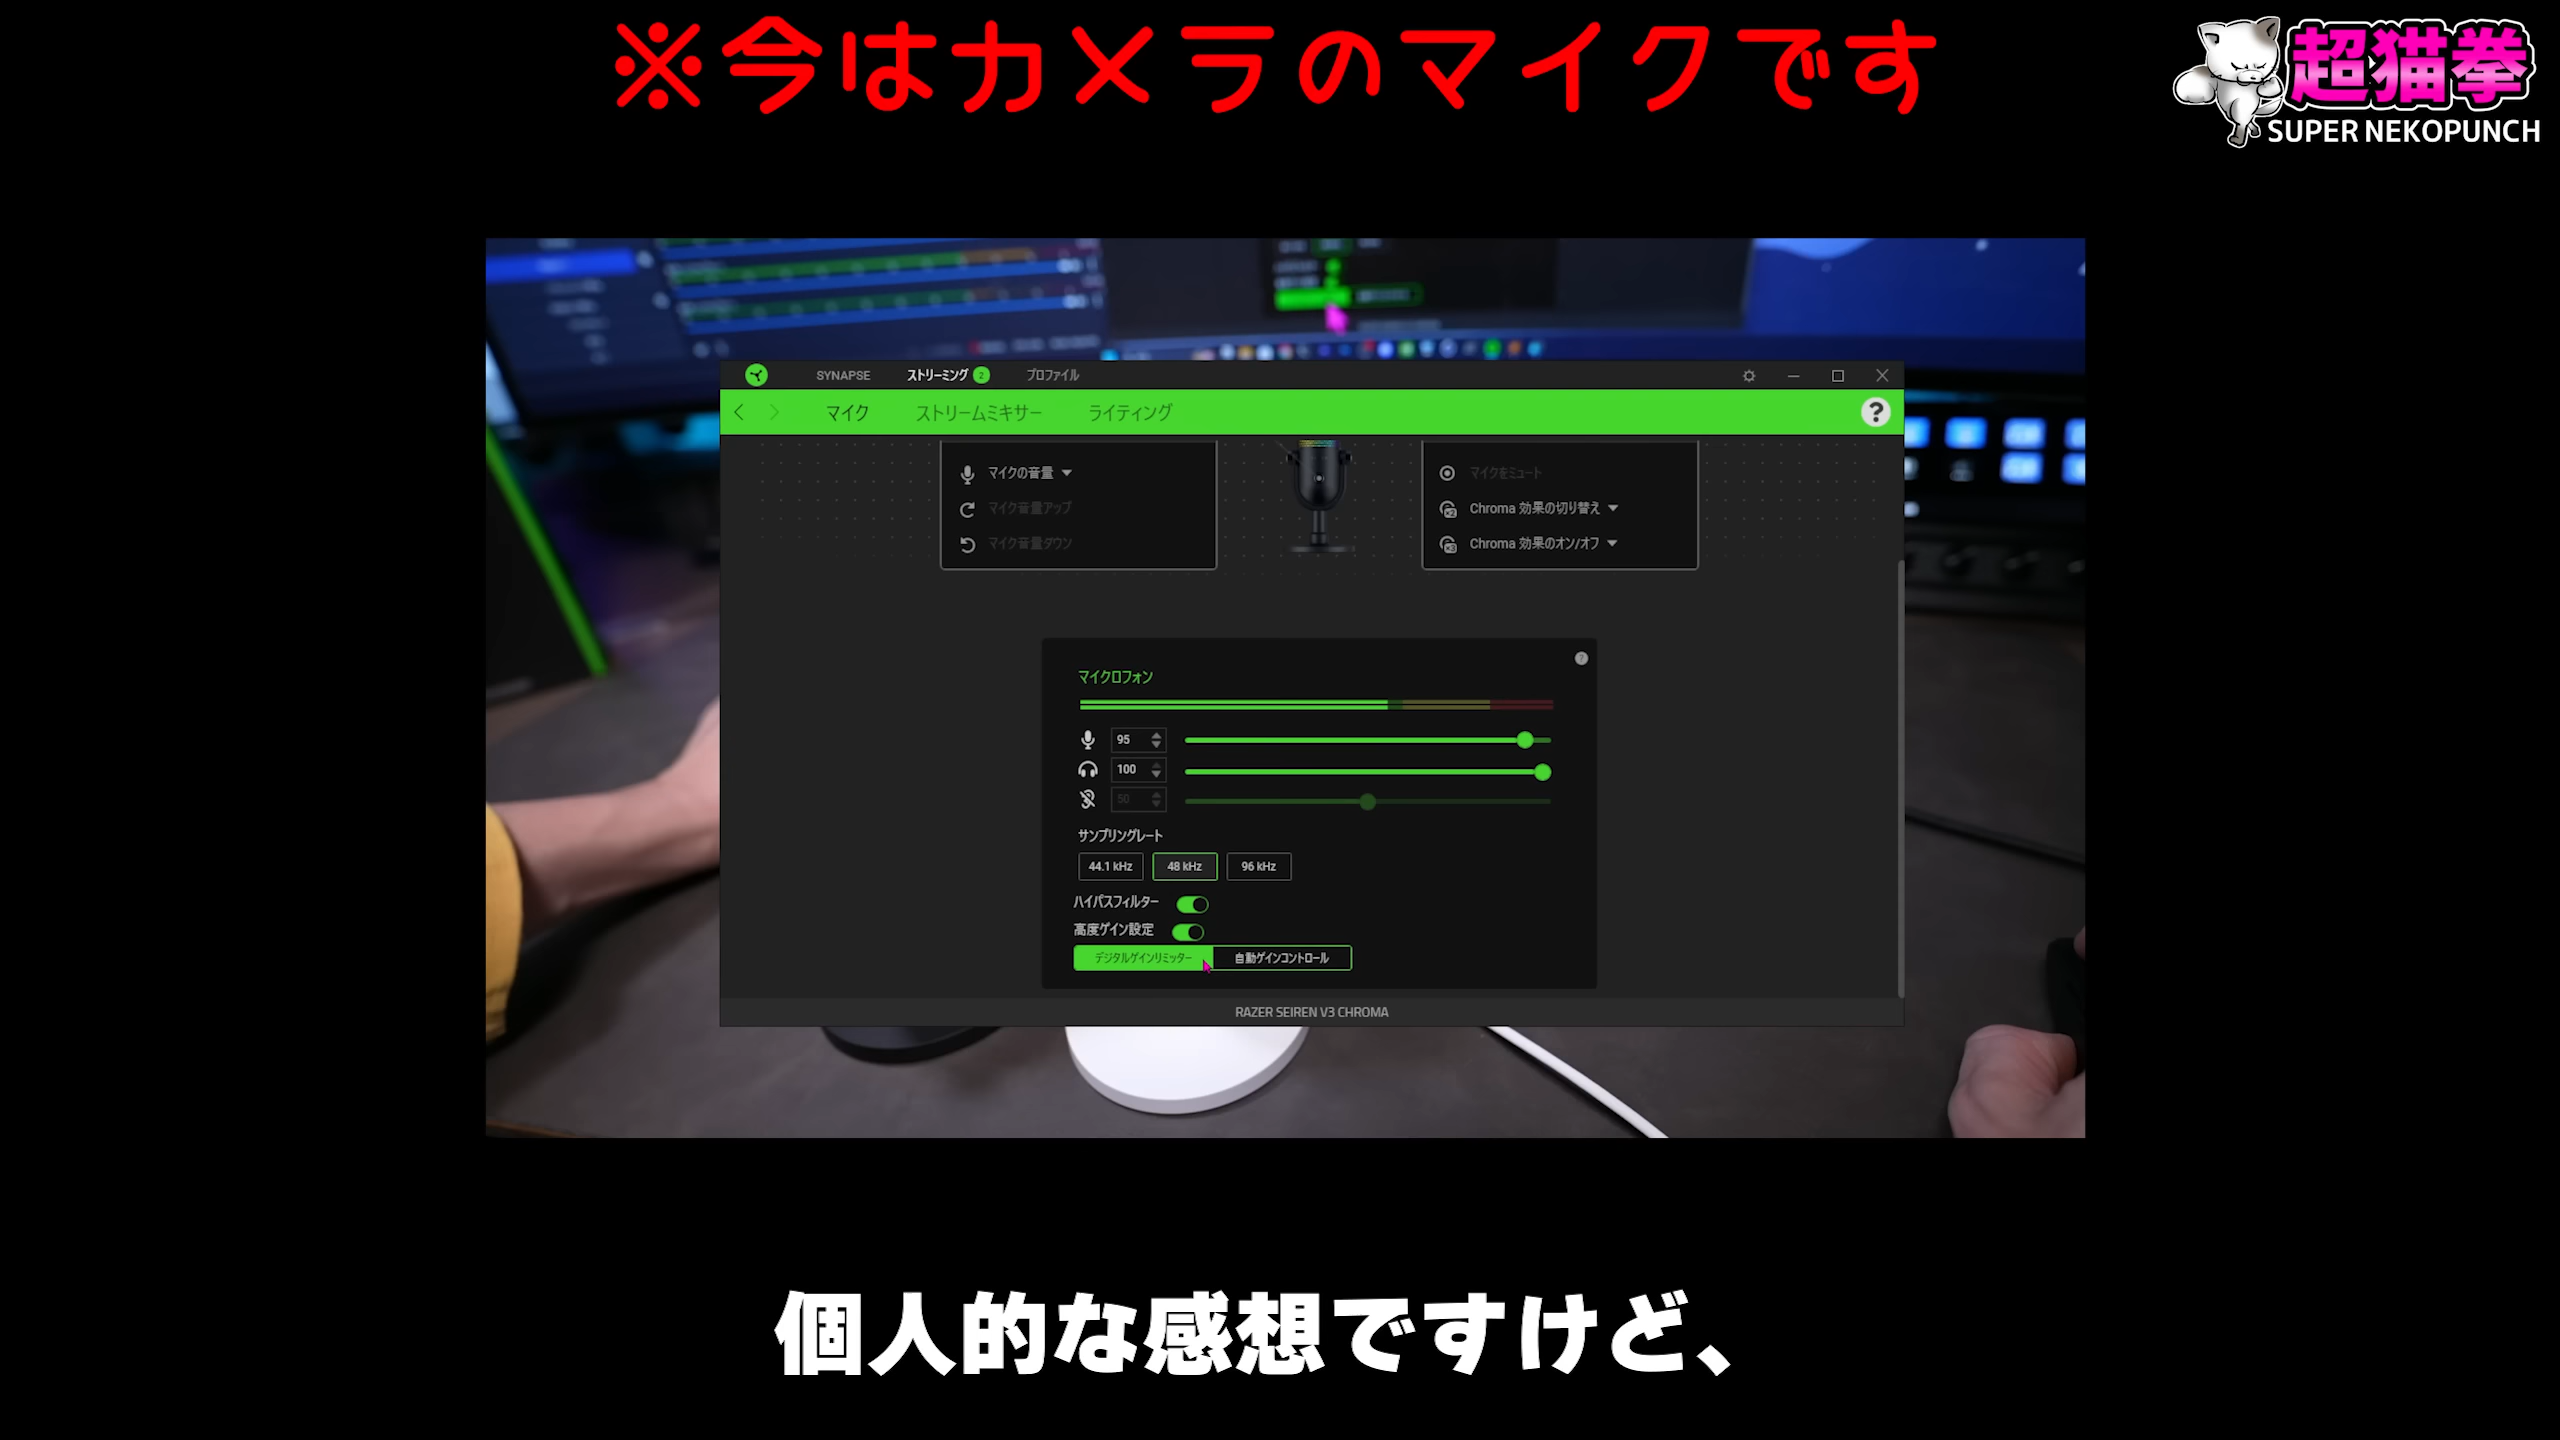 ※今はカメラのマイクです
超猫拳
SUPER NEKOPUNCH
SYNAPSE
ストリーミング 2
プロファイル
マイク
ストリームミキサー
ライティング
?
マイクの音量
マイク音量アップ
マイク音量ダウン
マイクをミュート
Chroma 効果の切り替え
Chroma 効果のオン/オフ
マイクロフォン
95
100
50
サンプリングレート
44.1 kHz
48 kHz
96 kHz
ハイパスフィルター
高度ゲイン設定
デジタルゲインリミッター
自動ゲインコントロール
RAZER SEIREN V3 CHROMA
個人的な感想ですけど、